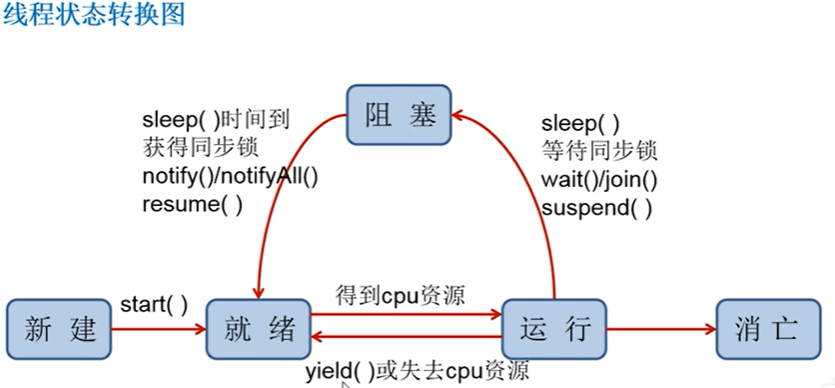 线程状态转换图
阻 塞
sleep( )时间到
获得同步锁
notify()/notifyAll()
resume( )
sleep( )
等待同步锁
wait()/join()
suspend( )
新 建
start( )
就 绪
得到cpu资源
运 行
消 亡
yield( )或失去cpu资源